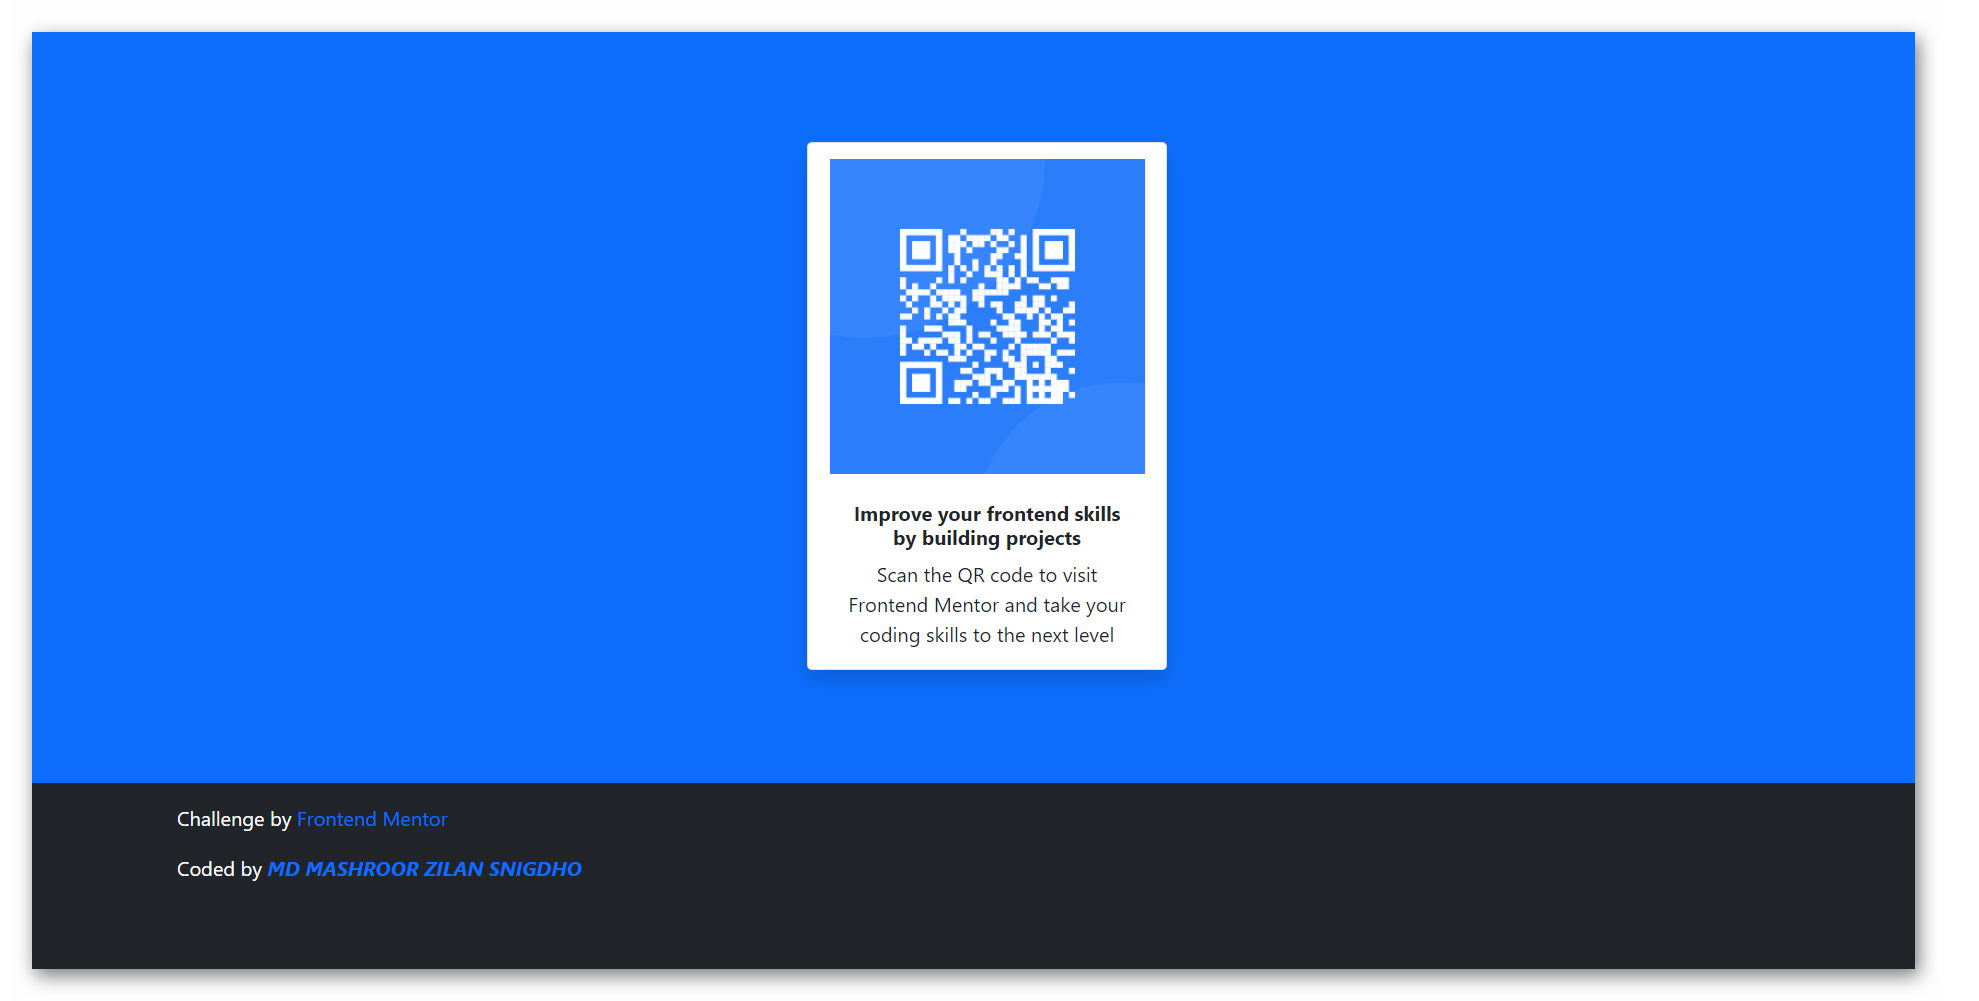 Improve your frontend skills
by building projects
Scan the QR code to visit
Frontend Mentor and take your
coding skills to the next level
Challenge by Frontend Mentor
Coded by MD MASHROOR ZILAN SNIGDHO